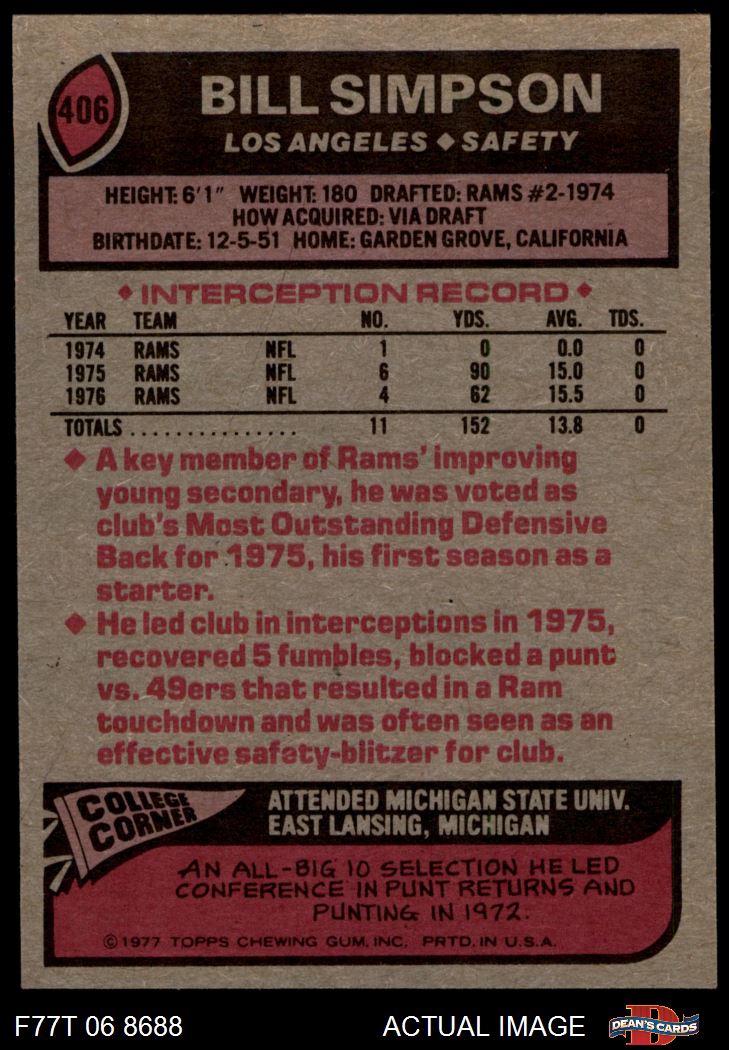 406
BILL SIMPSON
LOS ANGELES ◆ SAFETY
HEIGHT: 6'1" WEIGHT: 180 DRAFTED: RAMS #2-1974
HOW ACQUIRED: VIA DRAFT
BIRTHDATE: 12-5-51 HOME: GARDEN GROVE, CALIFORNIA
◆ INTERCEPTION RECORD ◆
YEAR TEAM NO. YDS. AVG. TDS.
1974 RAMS NFL 1 0 0.0 0
1975 RAMS NFL 6 90 15.0 0
1976 RAMS NFL 4 62 15.5 0
TOTALS ................ 11 152 13.8 0
◆ A key member of Rams' improving
young secondary, he was voted as
club's Most Outstanding Defensive
Back for 1975, his first season as a
starter.
◆ He led club in interceptions in 1975,
recovered 5 fumbles, blocked a punt
vs. 49ers that resulted in a Ram
touchdown and was often seen as an
effective safety-blitzer for club.
COLLEGE
CORNER
ATTENDED MICHIGAN STATE UNIV.
EAST LANSING, MICHIGAN
AN ALL-BIG 10 SELECTION HE LED
CONFERENCE IN PUNT RETURNS AND
PUNTING IN 1972.
©1977 TOPPS CHEWING GUM, INC. PRTD. IN U.S.A.
F77T 06 8688
ACTUAL IMAGE
D
DEAN'S CARDS